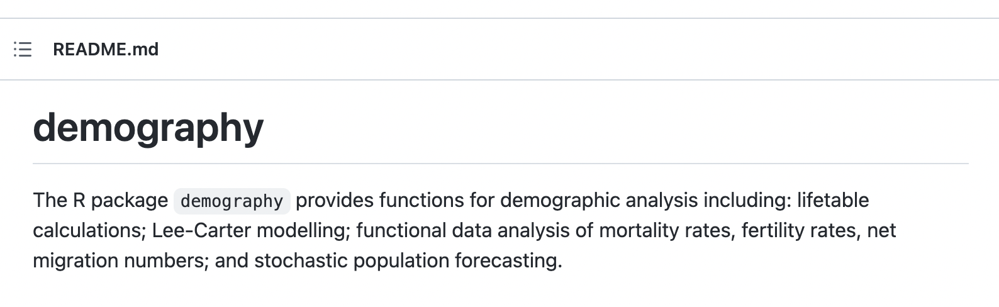 README.md
demography
The R package demography provides functions for demographic analysis including: lifetable
calculations; Lee-Carter modelling; functional data analysis of mortality rates, fertility rates, net
migration numbers; and stochastic population forecasting.